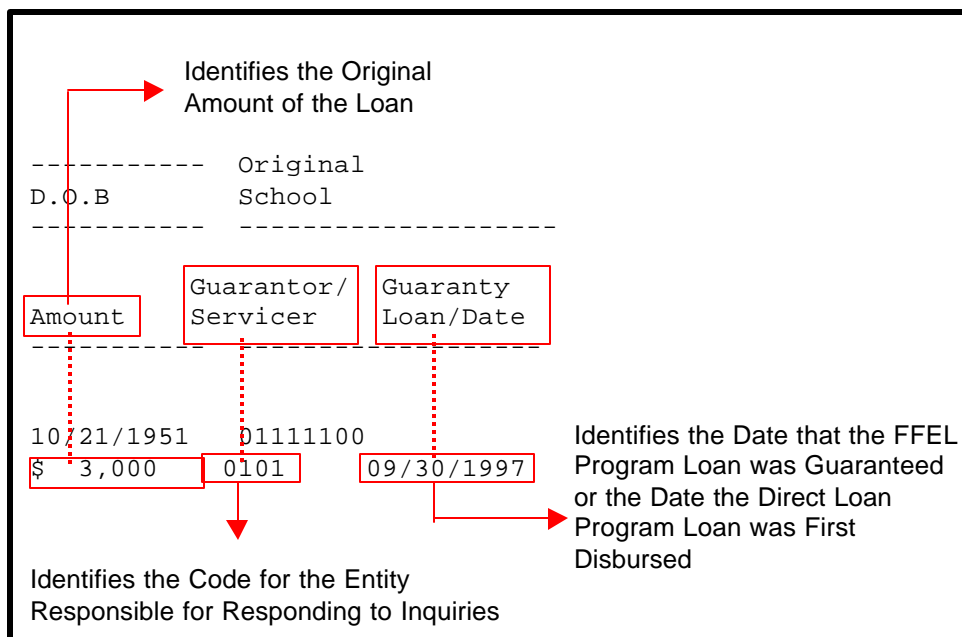 Identifies the Original
Amount of the Loan
----------- Original
D.O.B School
----------- --------------------
Guarantor/ Guaranty
Amount Servicer Loan/Date
----------- -------------------
10/21/1951 01111100
$ 3,000 0101 09/30/1997
Identifies the Date that the FFEL
Program Loan was Guaranteed
or the Date the Direct Loan
Program Loan was First
Disbursed
Identifies the Code for the Entity
Responsible for Responding to Inquiries